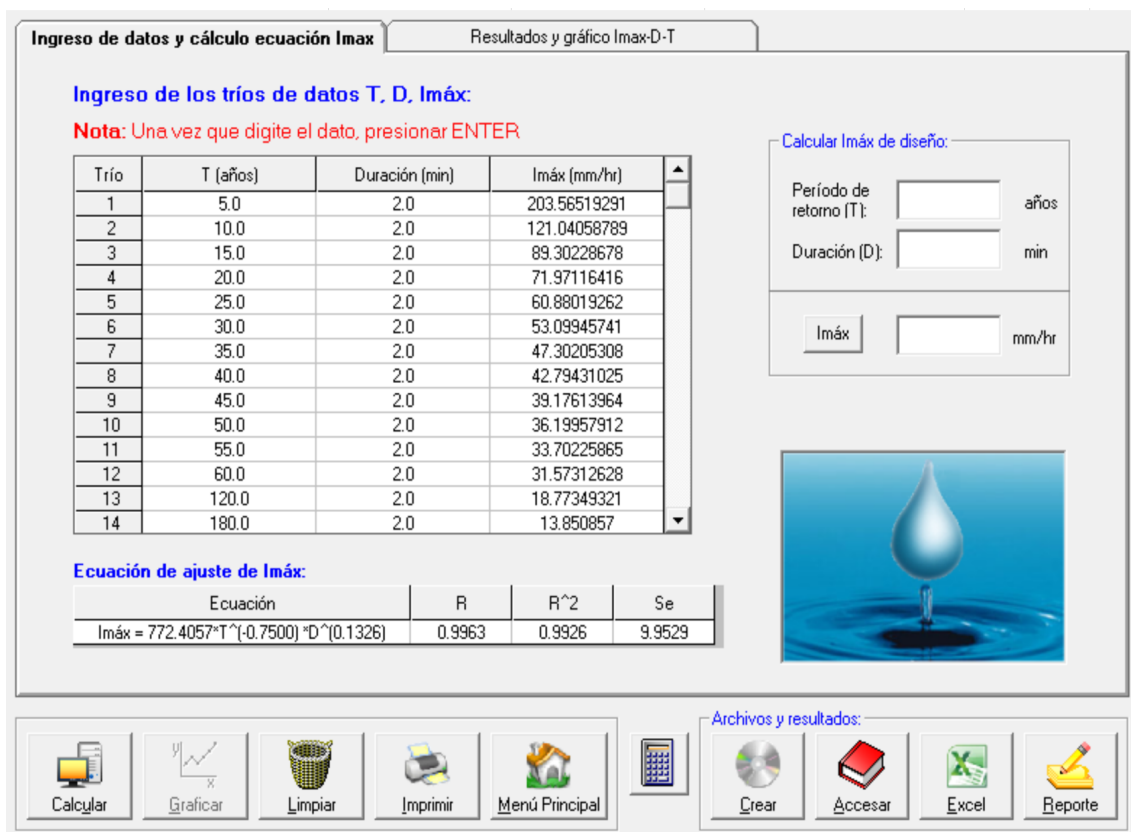 Ingreso de datos y cálculo ecuación Imax
Resultados y gráfico Imax-D-T
Ingreso de los tríos de datos T, D, Imáx:
Nota: Una vez que digite el dato, presionar ENTER
Trío T (años) Duración (min) Imáx (mm/hr)
1 5.0 2.0 203.56519291
2 10.0 2.0 121.04058789
3 15.0 2.0 89.30228678
4 20.0 2.0 71.97116416
5 25.0 2.0 60.88019262
6 30.0 2.0 53.09945741
7 35.0 2.0 47.30205308
8 40.0 2.0 42.79431025
9 45.0 2.0 39.17613964
10 50.0 2.0 36.19957912
11 55.0 2.0 33.70225865
12 60.0 2.0 31.57312628
13 120.0 2.0 18.77349321
14 180.0 2.0 13.850857
Calcular Imáx de diseño:
Período de
retorno (T): años
Duración (D): min
Imáx mm/hr
Ecuación de ajuste de Imáx:
Ecuación R R^2 Se
Imáx = 772.4057*T^(-0.7500) *D^(0.1326) 0.9963 0.9926 9.9529
Calcular
y
x
Graficar
Limpiar
Imprimir
Menú Principal
Archivos y resultados:
Crear
Accesar
Excel
Reporte